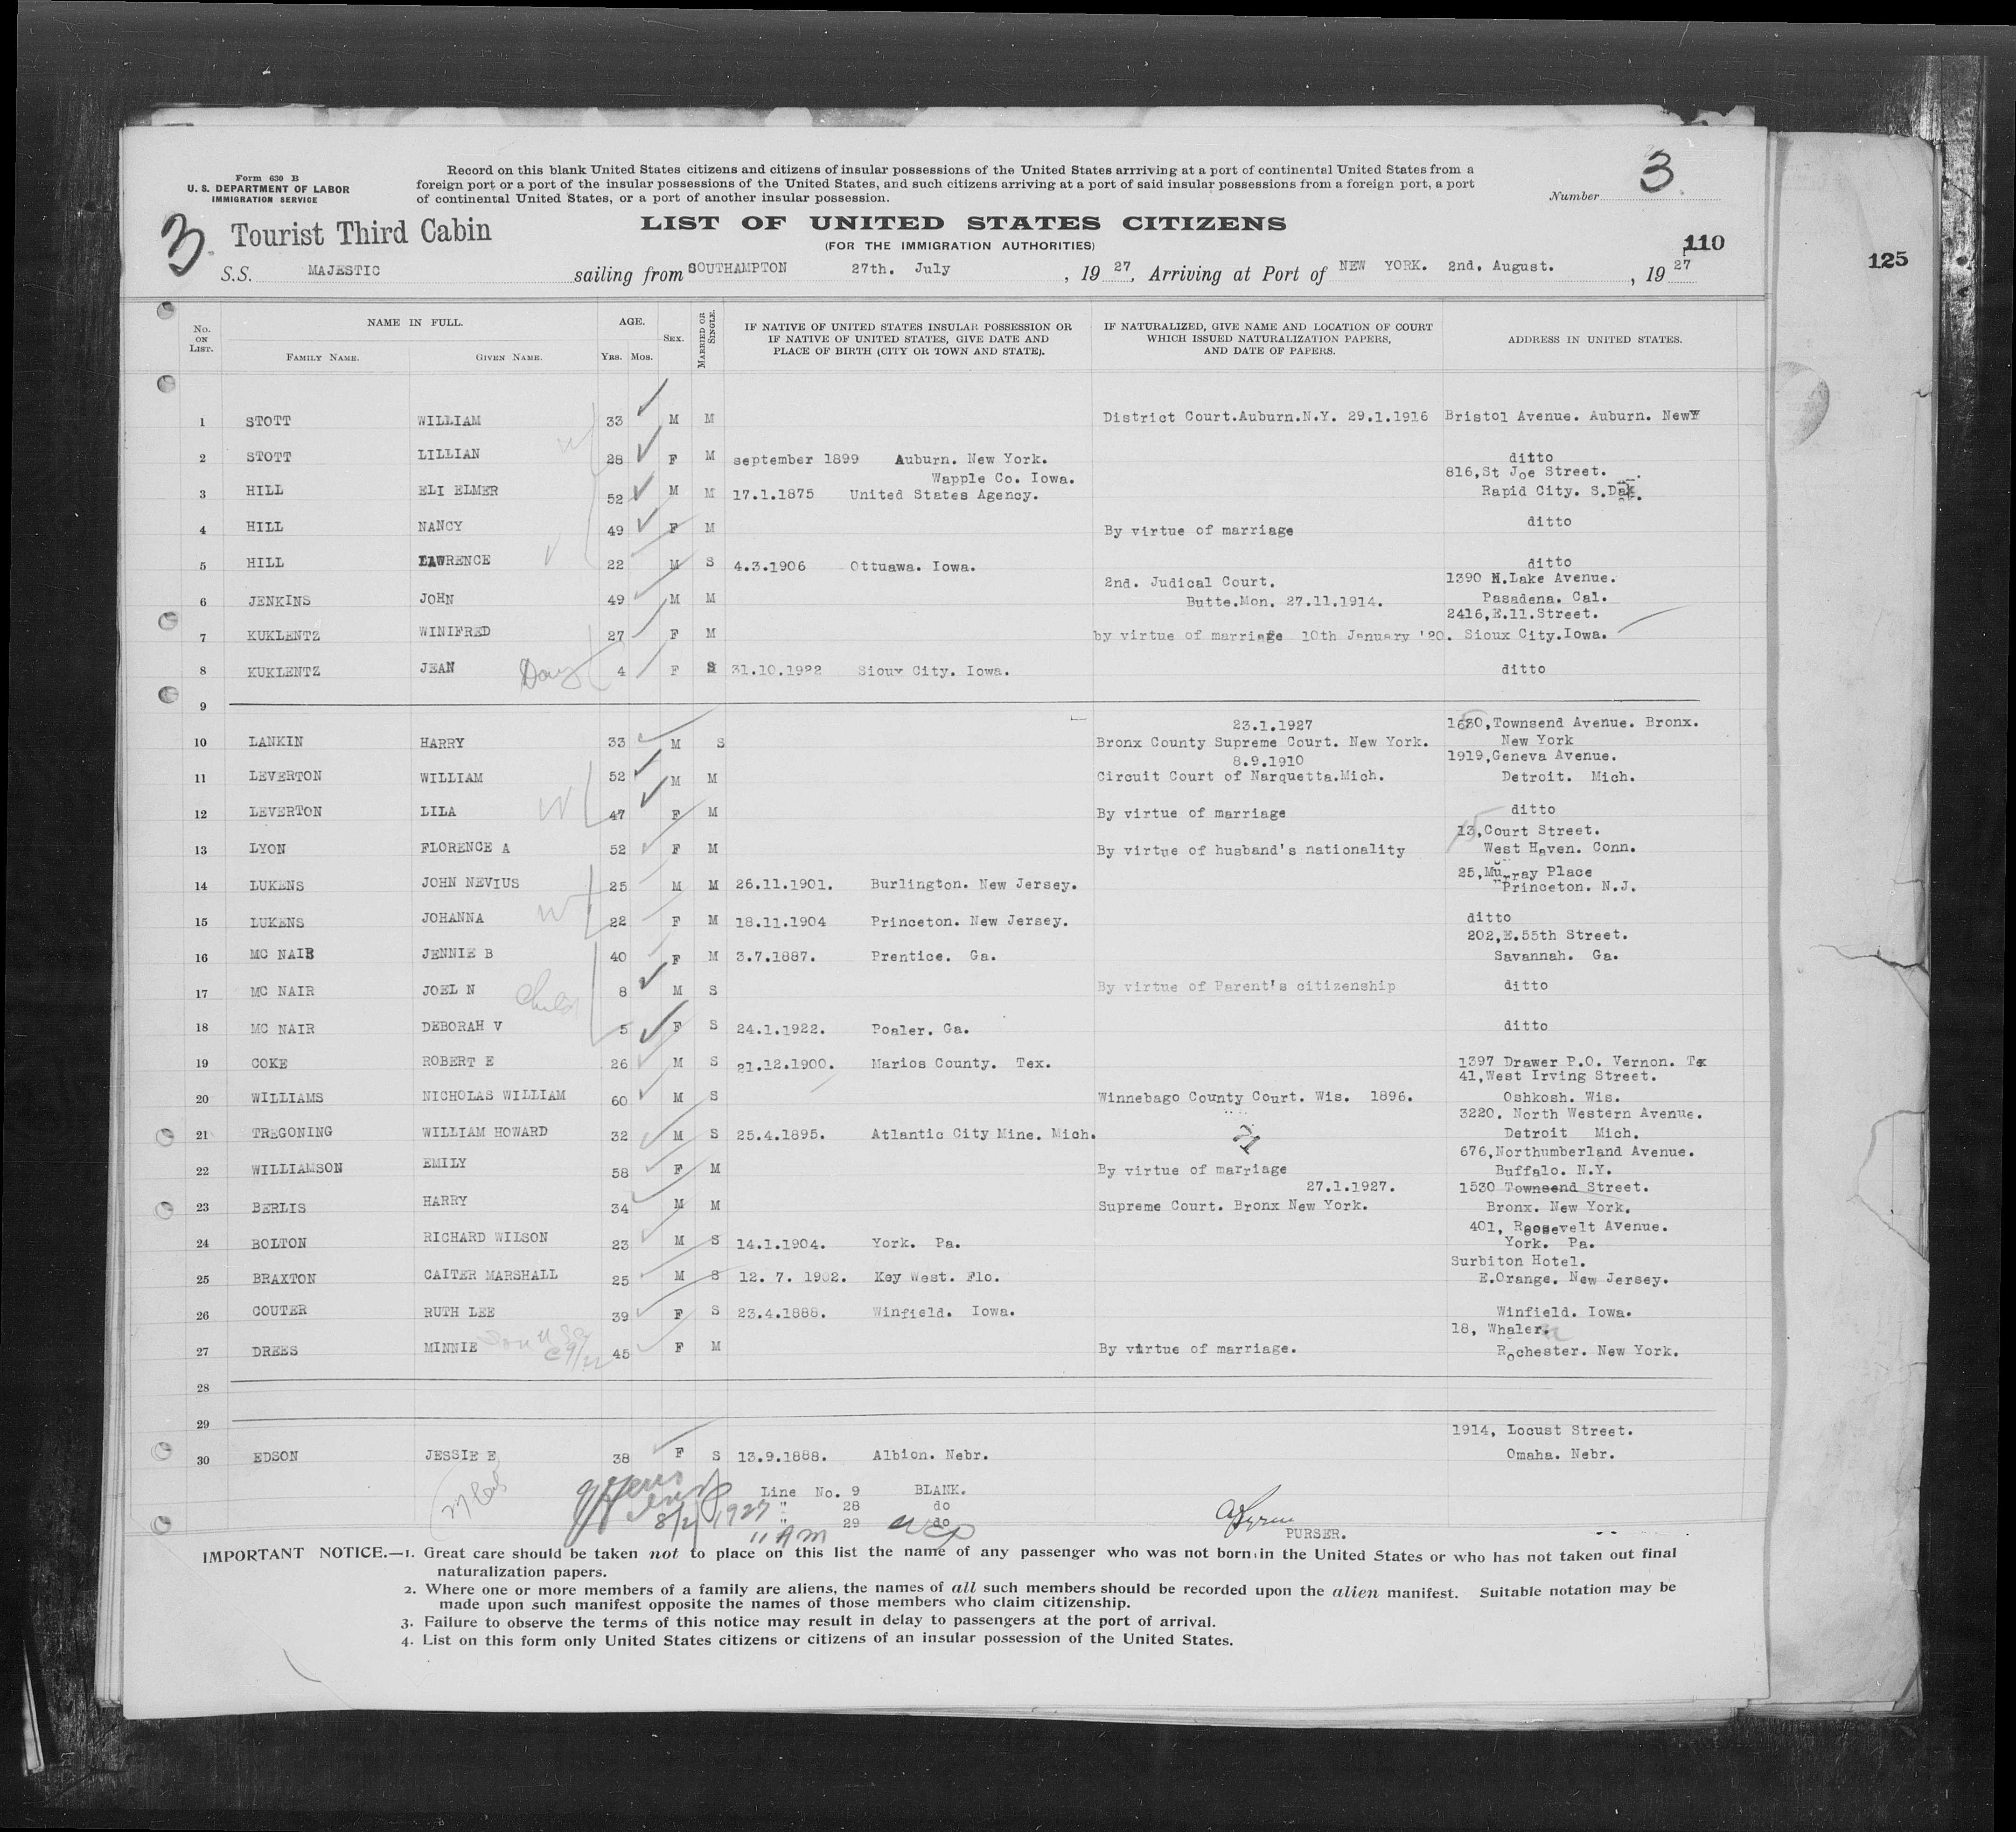 Form 630 B
U. S. DEPARTMENT OF LABOR
IMMIGRATION SERVICE
Record on this blank United States citizens and citizens of insular possessions of the United States arrriving at a port of continental United States from a
foreign port or a port of the insular possessions of the United States, and such citizens arriving at a port of said insular possessions from a foreign port, a port
of continental United States, or a port of another insular possession.
Number 3
3. Tourist Third Cabin
LIST OF UNITED STATES CITIZENS
(FOR THE IMMIGRATION AUTHORITIES)
110
125
S.S. MAJESTIC sailing from SOUTHAMPTON 27th. July, 1927, Arriving at Port of NEW YORK. 2nd. August., 1927
No. ON LIST. NAME IN FULL. FAMILY NAME. GIVEN NAME. AGE. Yrs. Mos. SEX. MARRIED OR SINGLE.
IF NATIVE OF UNITED STATES INSULAR POSSESSION OR
IF NATIVE OF UNITED STATES, GIVE DATE AND
PLACE OF BIRTH (CITY OR TOWN AND STATE).
IF NATURALIZED, GIVE NAME AND LOCATION OF COURT
WHICH ISSUED NATURALIZATION PAPERS,
AND DATE OF PAPERS.
ADDRESS IN UNITED STATES.
1 STOTT WILLIAM 33 M M District Court.Auburn.N.Y. 29.1.1916 Bristol Avenue. Auburn. NewY
2 STOTT LILLIAN 28 F M september 1899 Auburn. New York. ditto
Wapple Co. Iowa. 816,St Joe Street.
3 HILL ELI ELMER 52 M M 17.1.1875 United States Agency. Rapid City. S.Dak.
4 HILL NANCY 49 F M By virtue of marriage ditto
5 HILL LAWRENCE 22 M S 4.3.1906 Ottuawa. Iowa. ditto
2nd. Judical Court. 1390 N.Lake Avenue.
6 JENKINS JOHN 49 M M Butte.Mon. 27.11.1914. Pasadena. Cal.
2416,E.11.Street.
7 KUKLENTZ WINIFRED 27 F M by virtue of marriage 10th January '20. Sioux City.Iowa.
8 KUKLENTZ JEAN Dau 4 F S 31.10.1922 Sioux City. Iowa. ditto
9
23.1.1927 1630,Townsend Avenue. Bronx.
10 LANKIN HARRY 33 M S Bronx County Supreme Court. New York. New York
8.9.1910 1919,Geneva Avenue.
11 LEVERTON WILLIAM 52 M M Circuit Court of Narquetta.Mich. Detroit. Mich.
12 LEVERTON LILA W 47 F M By virtue of marriage ditto
13,Court Street.
13 LYON FLORENCE A 52 F M By virtue of husband's nationality West Haven. Conn.
25,Murray Place
14 LUKENS JOHN NEVIUS 25 M M 26.11.1901. Burlington. New Jersey. Princeton. N.J.
15 LUKENS JOHANNA W 22 F M 18.11.1904 Princeton. New Jersey. ditto
202,E.55th Street.
16 MC NAIR JENNIE B 40 F M 3.7.1887. Prentice. Ga. Savannah. Ga.
17 MC NAIR JOEL N child 8 M S By virtue of Parent's citizenship ditto
18 MC NAIR DEBORAH V 5 F S 24.1.1922. Poaler. Ga. ditto
19 COKE ROBERT E 26 M S 21.12.1900. Marios County. Tex. 1397 Drawer P.O. Vernon. Tex
41,West Irving Street.
20 WILLIAMS NICHOLAS WILLIAM 60 M S Winnebago County Court. Wis. 1896. Oshkosh. Wis.
3220. North Western Avenue.
21 TREGONING WILLIAM HOWARD 32 M S 25.4.1895. Atlantic City Mine. Mich. Detroit Mich.
676,Northumberland Avenue.
22 WILLIAMSON EMILY 58 F M By virtue of marriage Buffalo. N.Y.
27.1.1927. 1530 Townsend Street.
23 BERLIS HARRY 34 M M Supreme Court. Bronx New York. Bronx. New York.
401, Roosevelt Avenue.
24 BOLTON RICHARD WILSON 23 M S 14.1.1904. York. Pa. York. Pa.
Surbiton Hotel.
25 BRAXTON CAITER MARSHALL 25 M S 12. 7. 1902. Key West. Flo. E.Orange. New Jersey.
26 COUTER RUTH LEE 39 F S 23.4.1888. Winfield. Iowa. Winfield. Iowa.
18, Whaler.
27 DREES MINNIE 45 F M By virtue of marriage. Rochester. New York.
28
29
1914, Locust Street.
30 EDSON JESSIE E 38 F S 13.9.1888. Albion. Nebr. Omaha. Nebr.
Line No. 9 BLANK.
" 28 do
" 29 do
8/2/1927
11 AM
PURSER.
IMPORTANT NOTICE.—1. Great care should be taken not to place on this list the name of any passenger who was not born in the United States or who has not taken out final
naturalization papers.
2. Where one or more members of a family are aliens, the names of all such members should be recorded upon the alien manifest. Suitable notation may be
made upon such manifest opposite the names of those members who claim citizenship.
3. Failure to observe the terms of this notice may result in delay to passengers at the port of arrival.
4. List on this form only United States citizens or citizens of an insular possession of the United States.